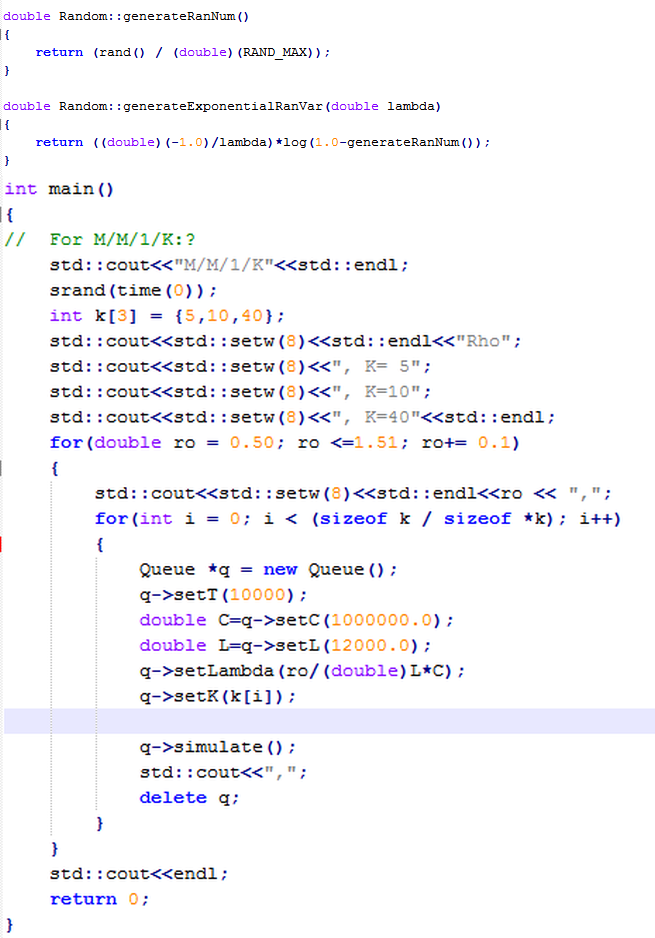 double Random::generateRanNum()
{
    return (rand() / (double)(RAND_MAX));
}
double Random::generateExponentialRanVar(double lambda)
{
    return ((double)(-1.0)/lambda)*log(1.0-generateRanNum());
}
int main()
{
//  For M/M/1/K:?
    std::cout<<"M/M/1/K"<<std::endl;
    srand(time(0));
    int k[3] = {5,10,40};
    std::cout<<std::setw(8)<<std::endl<<"Rho";
    std::cout<<std::setw(8)<<", K= 5";
    std::cout<<std::setw(8)<<", K=10";
    std::cout<<std::setw(8)<<", K=40"<<std::endl;
    for(double ro = 0.50; ro <=1.51; ro+= 0.1)
    {
        std::cout<<std::setw(8)<<std::endl<<ro << ",";
        for(int i = 0; i < (sizeof k / sizeof *k); i++)
        {
            Queue *q = new Queue();
            q->setT(10000);
            double C=q->setC(1000000.0);
            double L=q->setL(12000.0);
            q->setLambda(ro/(double)L*C);
            q->setK(k[i]);
            q->simulate();
            std::cout<<",";
            delete q;
        }
    }
    std::cout<<endl;
    return 0;
}